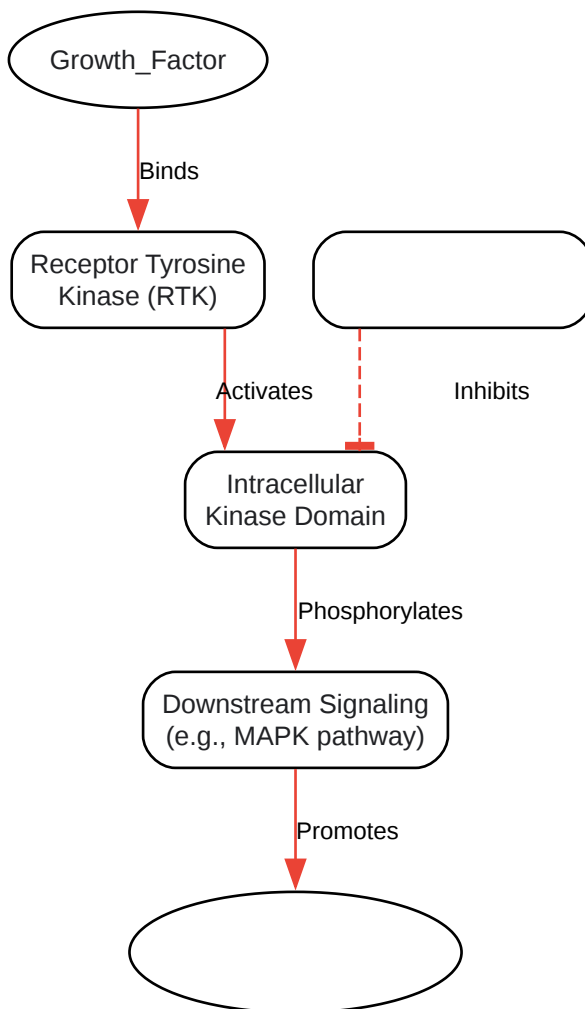 Growth_Factor
Binds
Receptor Tyrosine
Kinase (RTK)
Activates
Inhibits
Intracellular
Kinase Domain
Phosphorylates
Downstream Signaling
(e.g., MAPK pathway)
Promotes